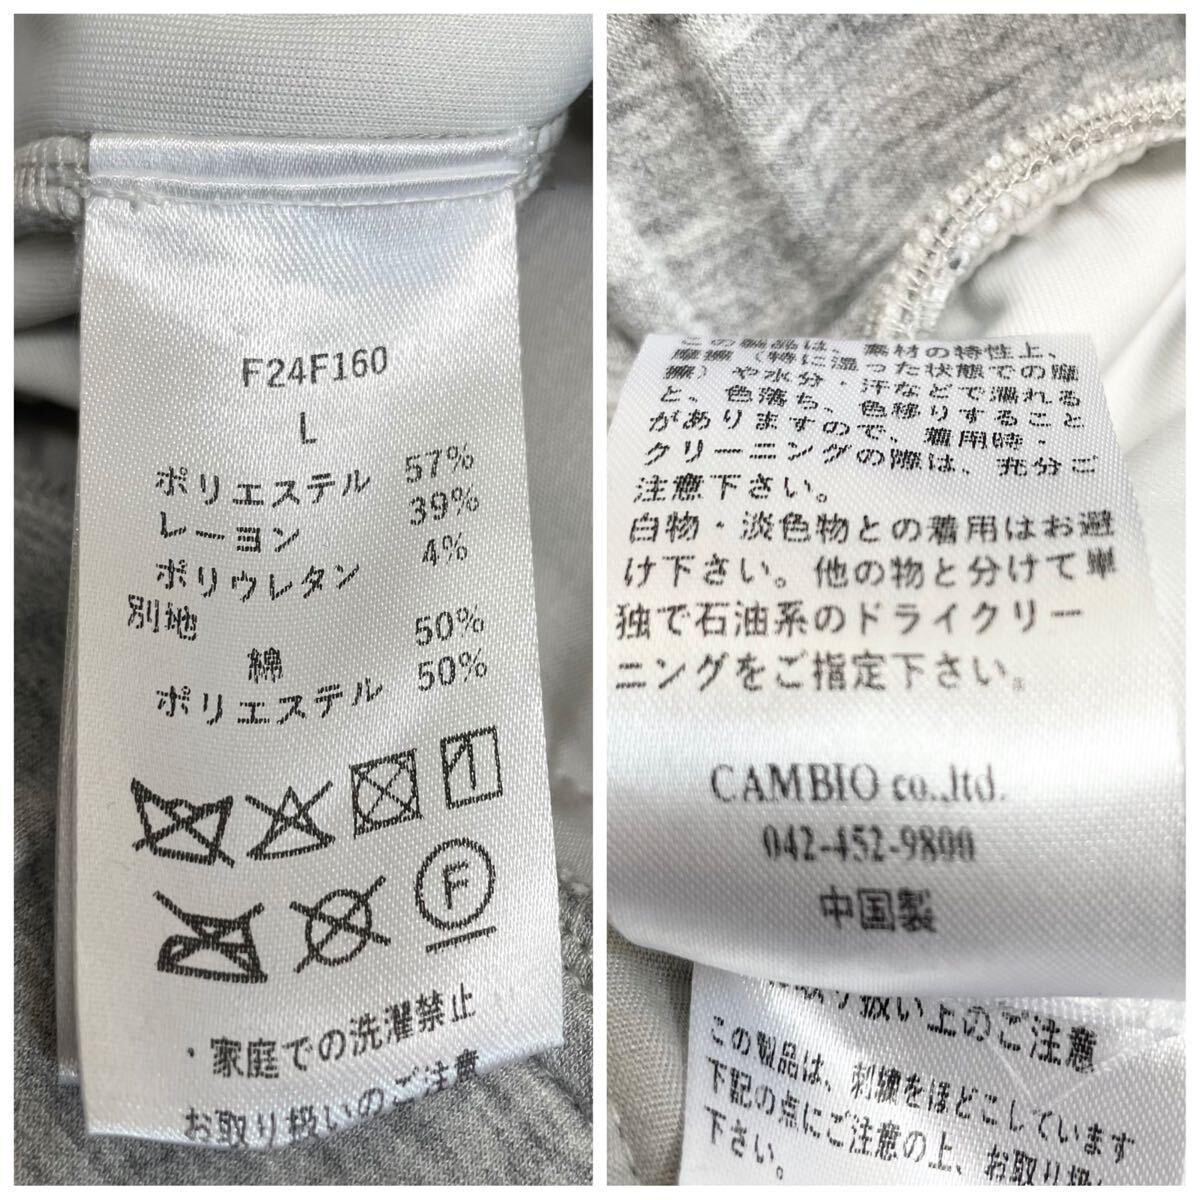 F24F160
L
ポリエステル 57%
レーヨン 39%
ポリウレタン 4%
別地
綿 50%
ポリエステル 50%
F
・家庭での洗濯禁止
お取り扱いのご注意
この製品は、素材の特性上、
摩擦（特に湿った状態での摩
擦）や水分・汗などで濡れる
と、色落ち、色移りすること
がありますので、着用時・
クリーニングの際は、充分ご
注意下さい。
白物・淡色物との着用はお避
け下さい。他の物と分けて単
独で石油系のドライクリー
ニングをご指定下さい。
CAMBIO co.,ltd.
042-452-9800
中国製
取り扱い上のご注意
この製品は、刺繍をほどこしています
下記の点にご注意の上、お取り扱
下さい。